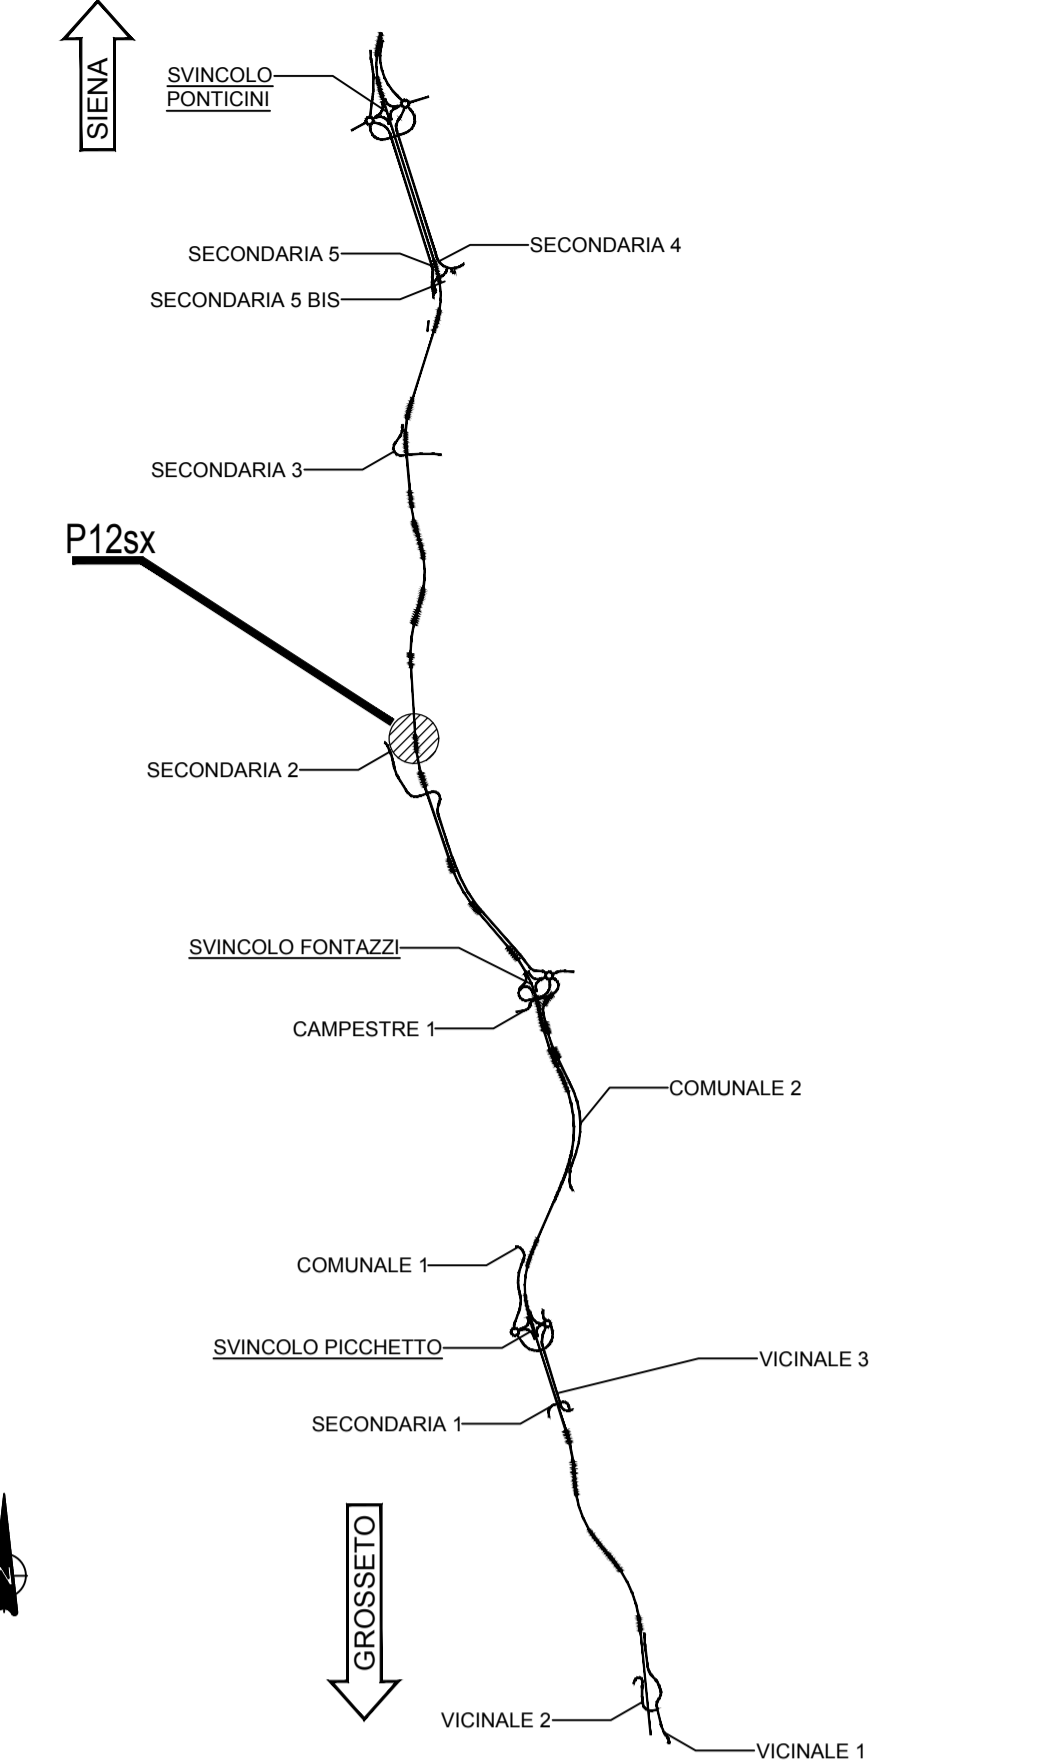 SIENA
SVINCOLO
PONTICINI
SECONDARIA 4
SECONDARIA 5
SECONDARIA 5 BIS
SECONDARIA 3
P12sx
SECONDARIA 2
SVINCOLO FONTAZZI
CAMPESTRE 1
COMUNALE 2
COMUNALE 1
SVINCOLO PICCHETTO
VICINALE 3
SECONDARIA 1
GROSSETO
VICINALE 2
VICINALE 1